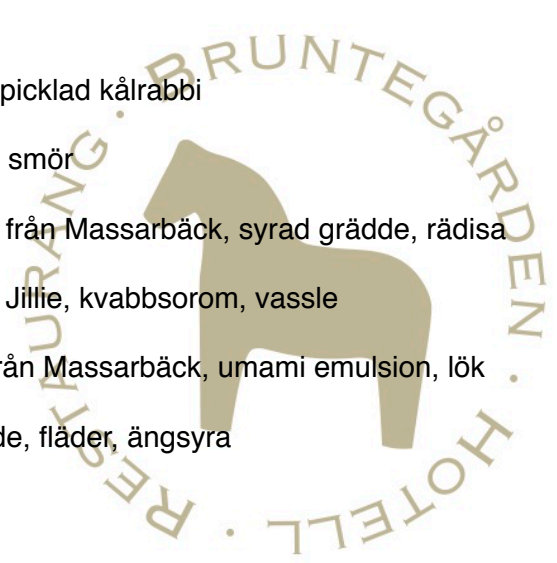 picklad kålrabbi
smör
från Massarbäck, syrad grädde, rädisa
Jillie, kvabbsorom, vassle
rån Massarbäck, umami emulsion, lök
de, fläder, ängsyra
RESTAURANG · BRUNTEGÅRDEN · HOTELL ·